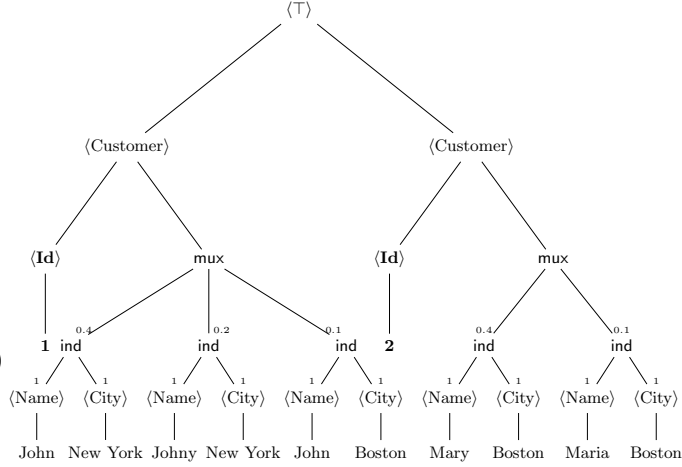 ⟨⊤⟩
⟨Customer⟩ ⟨Customer⟩
⟨Id⟩ mux ⟨Id⟩ mux
0.4 0.2 0.1 0.4 0.1
1 ind ind ind 2 ind ind
1 1 1 1 1 1 1 1 1 1
⟨Name⟩ ⟨City⟩ ⟨Name⟩ ⟨City⟩ ⟨Name⟩ ⟨City⟩ ⟨Name⟩ ⟨City⟩ ⟨Name⟩ ⟨City⟩
John New York Johny New York John Boston Mary Boston Maria Boston